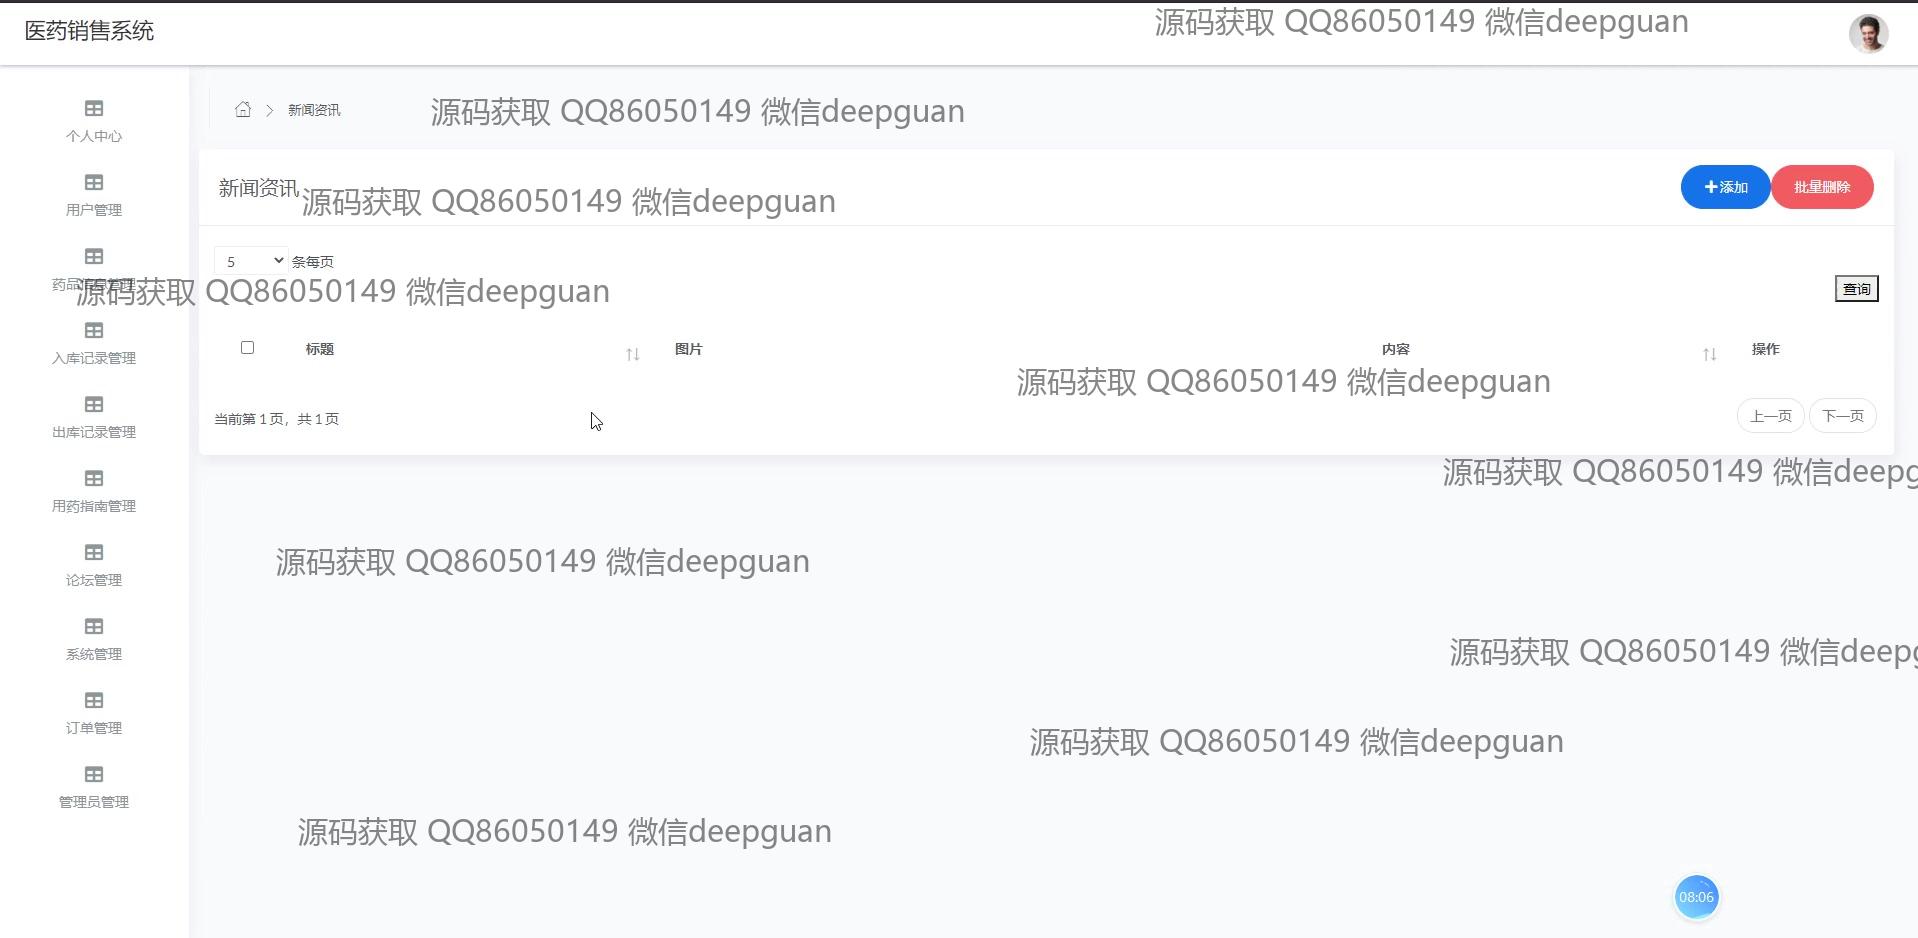 医药销售系统
源码获取 QQ86050149 微信deepguan
个人中心
用户管理
药品信息管理
入库记录管理
出库记录管理
用药指南管理
论坛管理
系统管理
订单管理
管理员管理
新闻资讯
源码获取 QQ86050149 微信deepguan
新闻资讯
源码获取 QQ86050149 微信deepguan
添加
批量删除
5 条每页
源码获取 QQ86050149 微信deepguan
查询
标题 图片 内容 操作
源码获取 QQ86050149 微信deepguan
当前第 1 页，共 1 页
上一页 下一页
源码获取 QQ86050149 微信deepg
源码获取 QQ86050149 微信deepguan
源码获取 QQ86050149 微信deepg
源码获取 QQ86050149 微信deepguan
源码获取 QQ86050149 微信deepguan
08:06